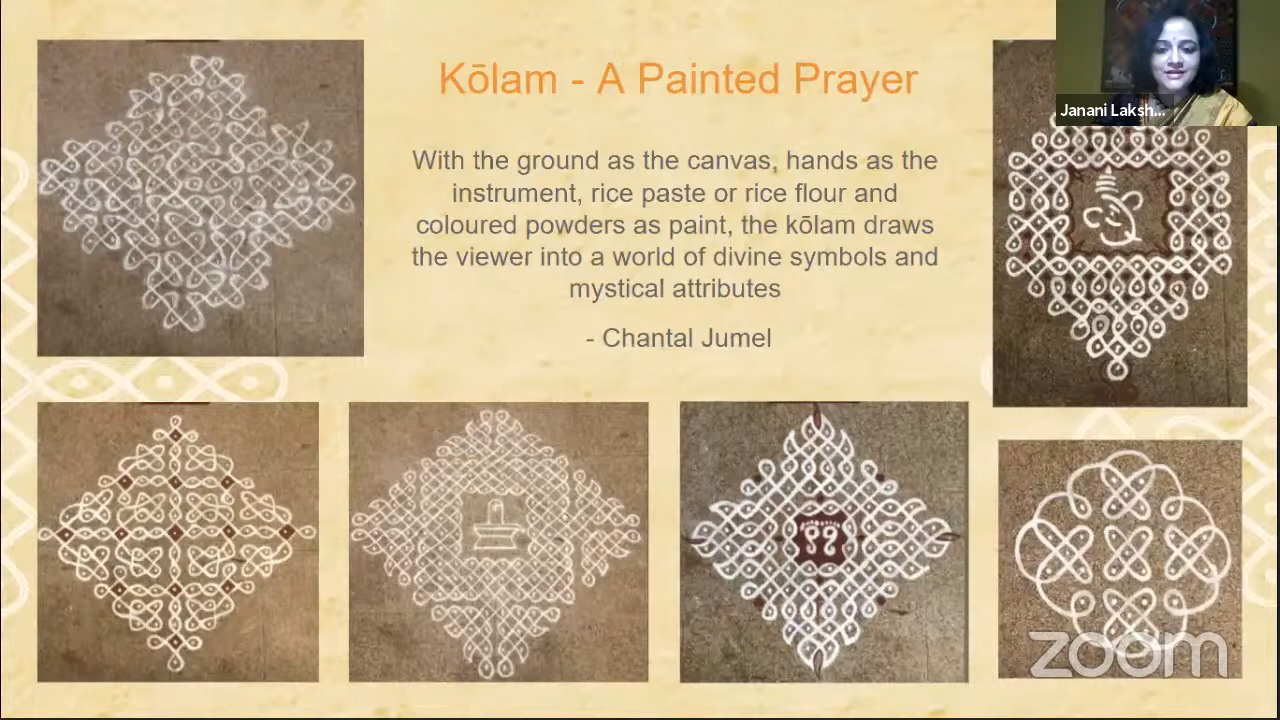 Kōlam - A Painted Prayer
With the ground as the canvas, hands as the
instrument, rice paste or rice flour and
coloured powders as paint, the kōlam draws
the viewer into a world of divine symbols and
mystical attributes
- Chantal Jumel
Janani Laksh...
zoom